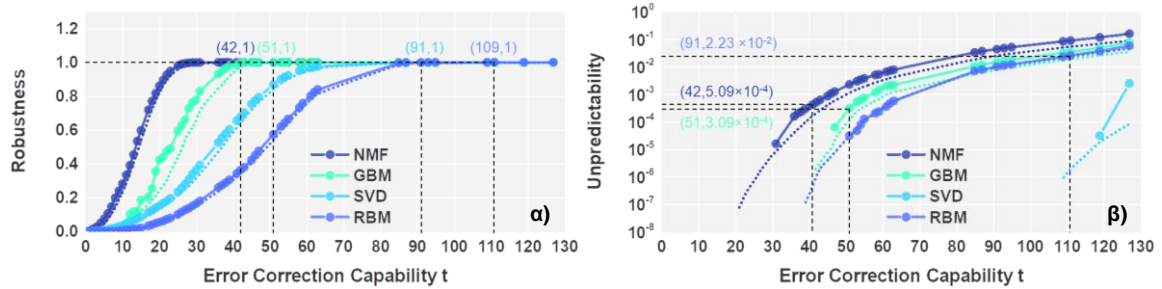 1.2
1.0
0.8
0.6
0.4
0.2
0.0
Robustness
(42,1)
(51,1)
(91,1)
(109,1)
NMF
GBM
SVD
RBM
α)
0 10 20 30 40 50 60 70 80 90 100 110 120 130
Error Correction Capability t
10⁰
10⁻¹
10⁻²
10⁻³
10⁻⁴
10⁻⁵
10⁻⁶
10⁻⁷
10⁻⁸
Unpredictability
(91,2.23 ×10⁻²)
(42,5.09×10⁻⁴)
(51,3.09×10⁻⁴)
NMF
GBM
SVD
RBM
β)
0 10 20 30 40 50 60 70 80 90 100 110 120 130
Error Correction Capability t